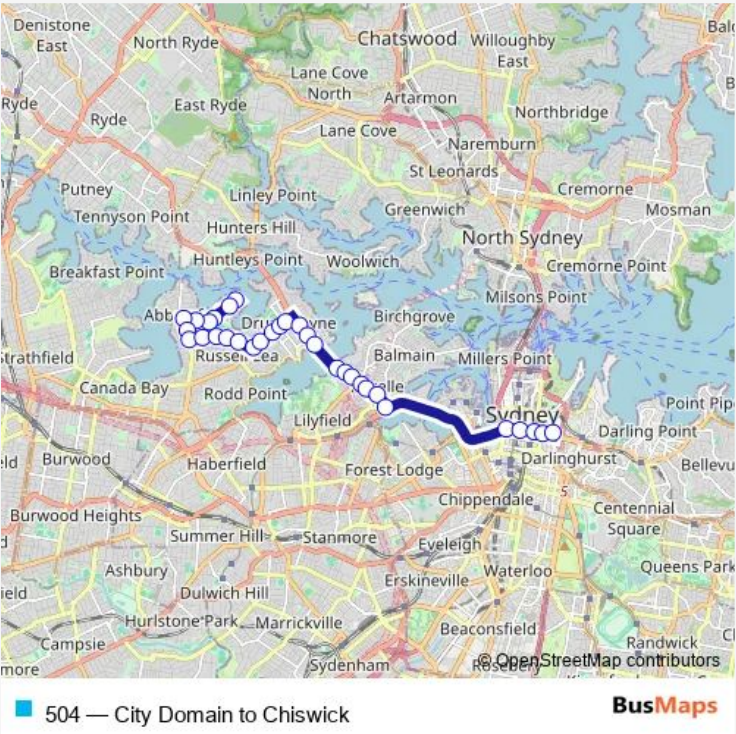 Denistone
East
North Ryde
Chatswood
Willoughby
East
Lane Cove
North
Ryde
East Ryde
Artarmon
Northbridge
Ryde
Lane Cove
Naremburn
St Leonards
Putney
Linley Point
Cremorne
Tennyson Point
Greenwich
Mosman
Hunters Hill
North Sydney
Huntleys Point
Woolwich
Cremorne Point
Breakfast Point
Milsons Point
Birchgrove
Balmain
Millers Point
Strathfield
Canada Bay
Rodd Point
Sydney
Point Pip
Lilyfield
Darling Point
Burwood
Haberfield
Forest Lodge
Darlinghurst
Bellevu
Chippendale
5
Burwood Heights
Centennial
Square
Summer Hill
Stanmore
Eveleigh
Ashbury
Erskineville
Waterloo
Queens Park
Dulwich Hill
Hurlstone Park
Marrickville
Beaconsfield
Campsie
Randwick
Sydenham
© OpenStreetMap contributors
504 — City Domain to Chiswick
BusMaps